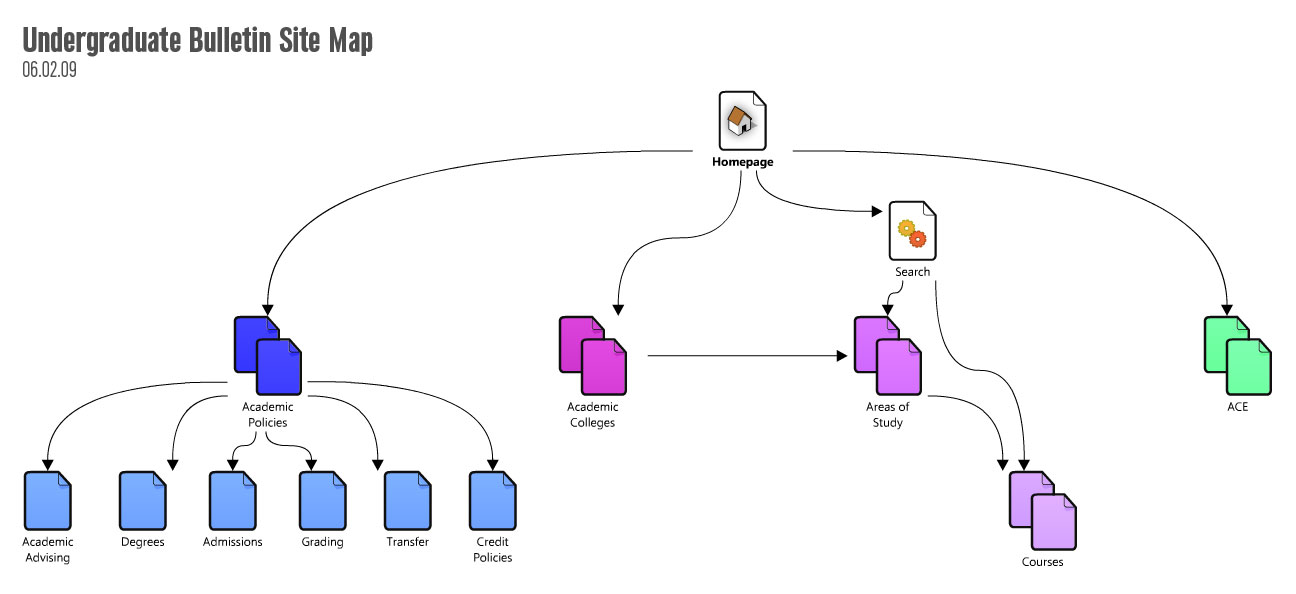 Undergraduate Bulletin Site Map
06.02.09
Homepage
Search
Academic
Policies
Academic
Colleges
Areas of
Study
ACE
Academic
Advising
Degrees
Admissions
Grading
Transfer
Credit
Policies
Courses